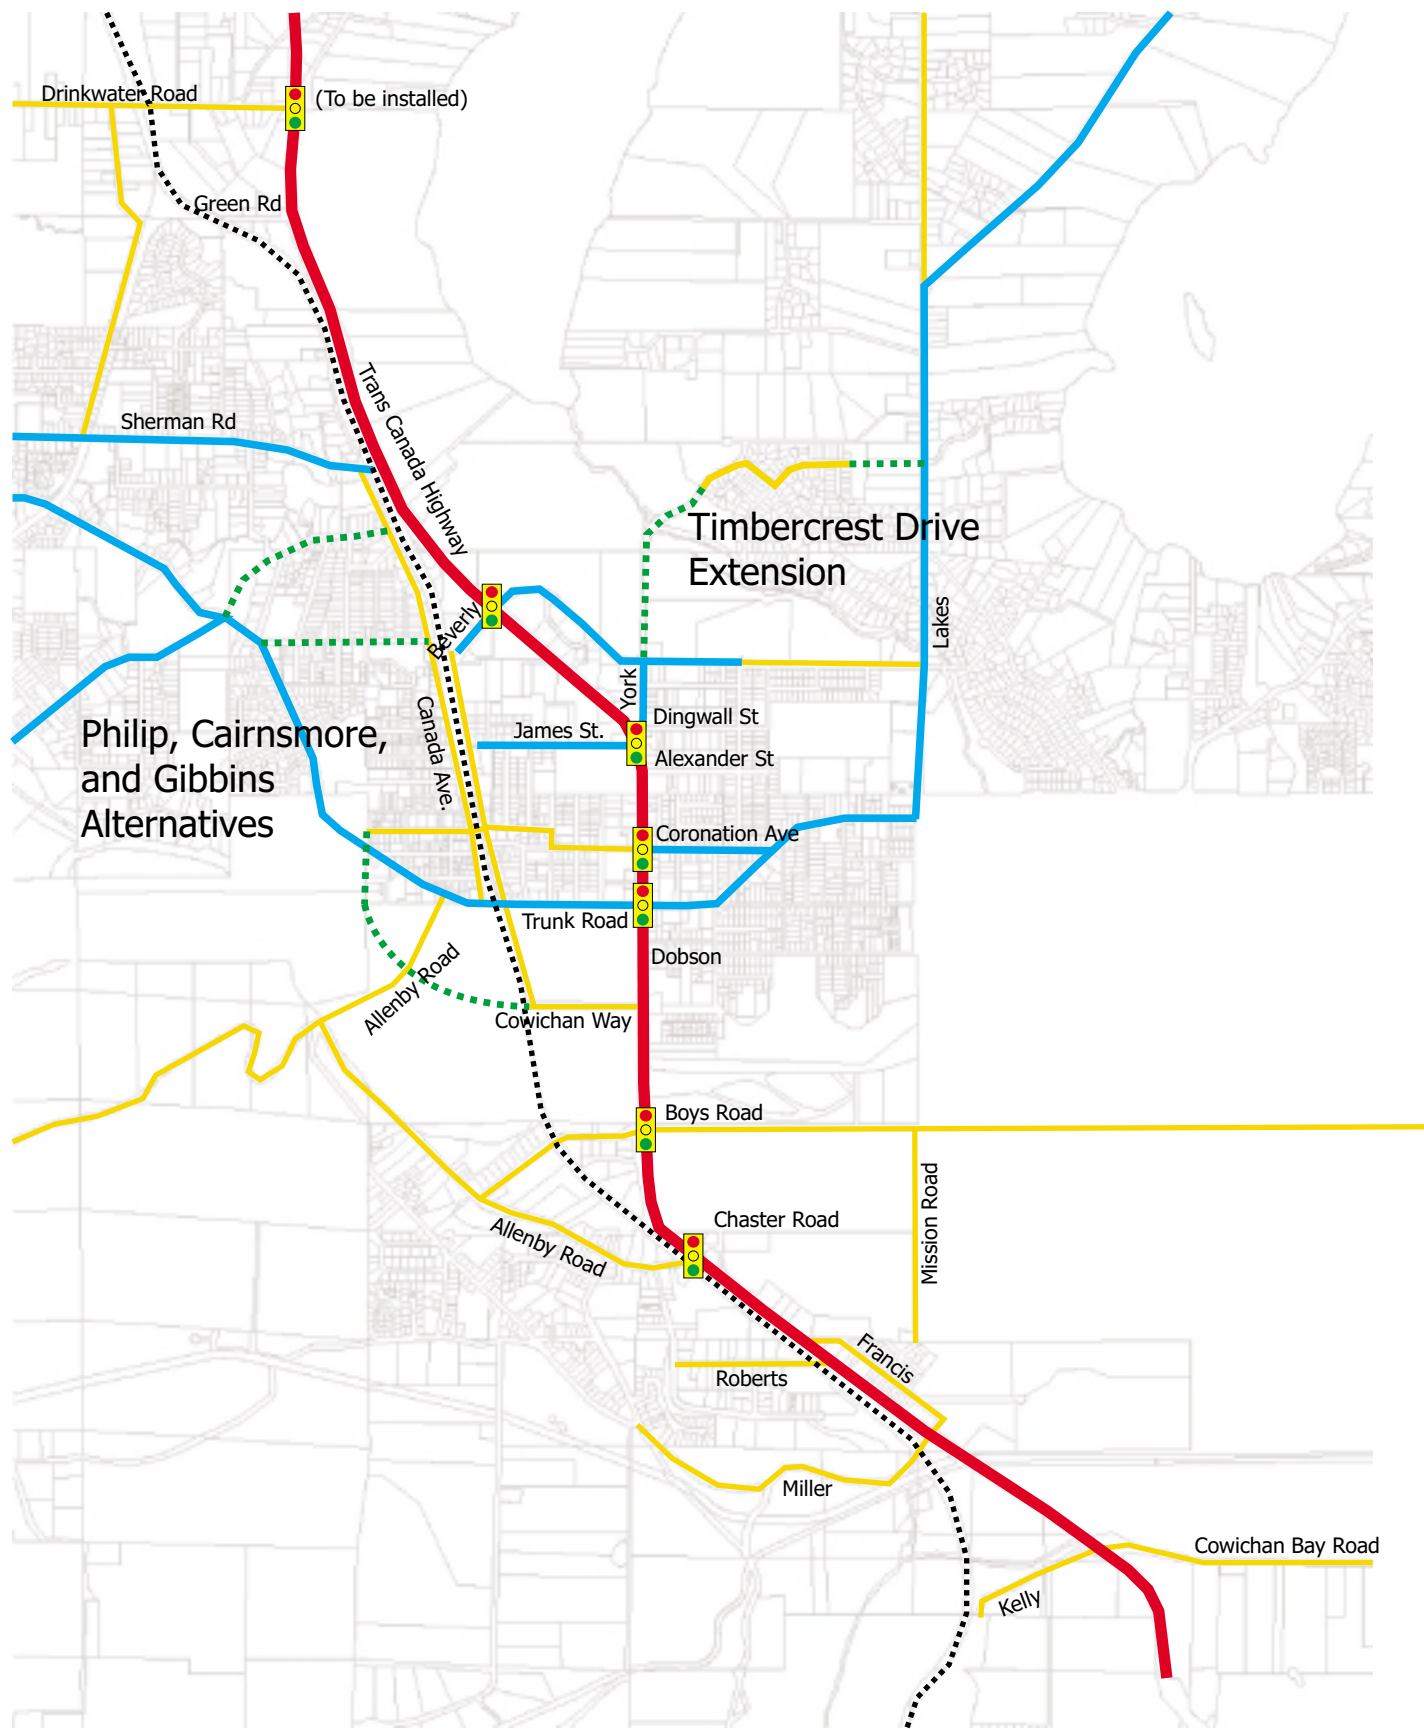 Drinkwater Road
(To be installed)
Green Rd
Trans Canada Highway
Sherman Rd
Timbercrest Drive
Extension
Beverly
Lakes
York
Philip, Cairnsmore,
and Gibbins
Alternatives
Canada Ave.
James St.
Dingwall St
Alexander St
Coronation Ave
Trunk Road
Dobson
Allenby Road
Cowichan Way
Boys Road
Mission Road
Chaster Road
Allenby Road
Francis
Roberts
Miller
Cowichan Bay Road
Kelly